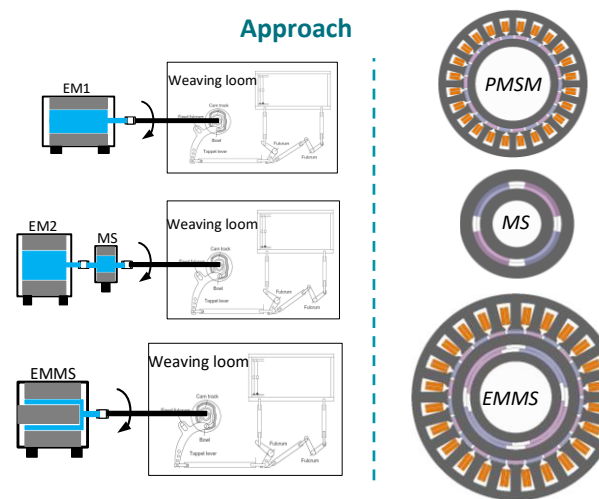 Approach
EM1
Weaving loom
Cam track
Bowl
Tappet lever
Fulcrum
Fulcrum
EM2
MS
Weaving loom
Cam track
Bowl
Tappet lever
Fulcrum
Fulcrum
EMMS
Weaving loom
Cam track
Bowl
Tappet lever
Fulcrum
Fulcrum
PMSM
MS
EMMS